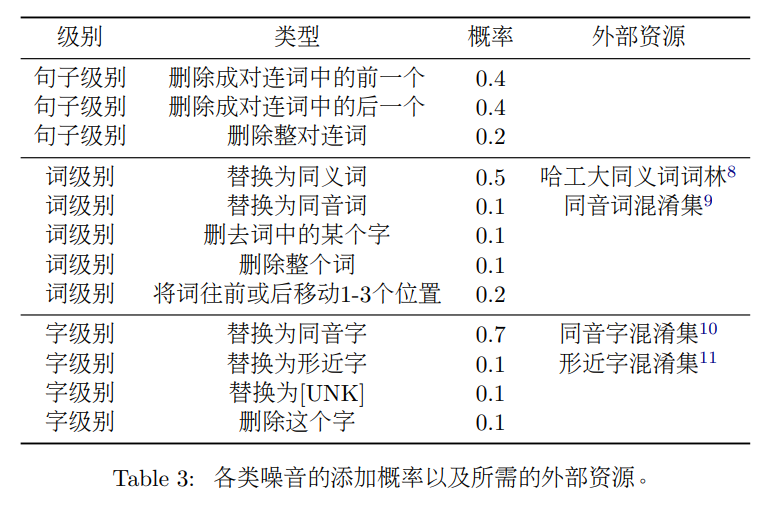 级别 类型 概率 外部资源
句子级别 删除成对连词中的前一个 0.4
句子级别 删除成对连词中的后一个 0.4
句子级别 删除整对连词 0.2
词级别 替换为同义词 0.5 哈工大同义词词林8
词级别 替换为同音词 0.1 同音词混淆集9
词级别 删去词中的某个字 0.1
词级别 删除整个词 0.1
词级别 将词往前或后移动1-3个位置 0.2
字级别 替换为同音字 0.7 同音字混淆集10
字级别 替换为形近字 0.1 形近字混淆集11
字级别 替换为[UNK] 0.1
字级别 删除这个字 0.1
Table 3: 各类噪音的添加概率以及所需的外部资源。